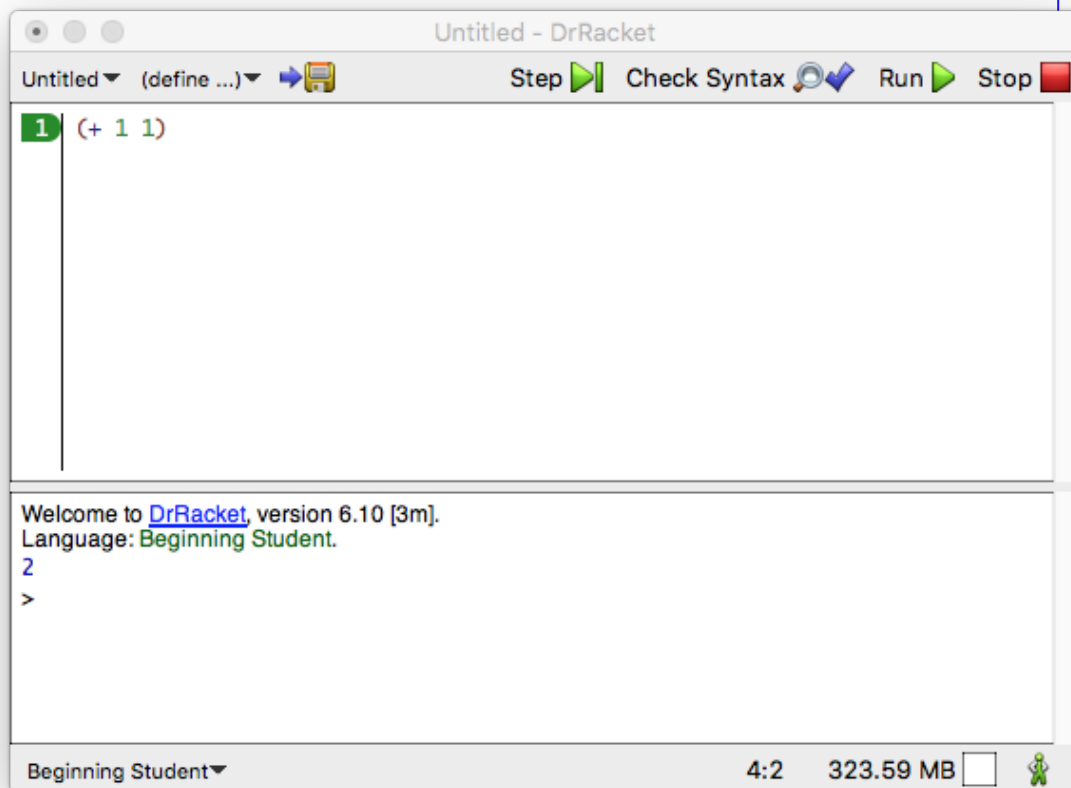 Untitled - DrRacket
Untitled (define ...) Step Check Syntax Run Stop
1 (+ 1 1)
Welcome to DrRacket, version 6.10 [3m].
Language: Beginning Student.
2
>
Beginning Student 4:2 323.59 MB